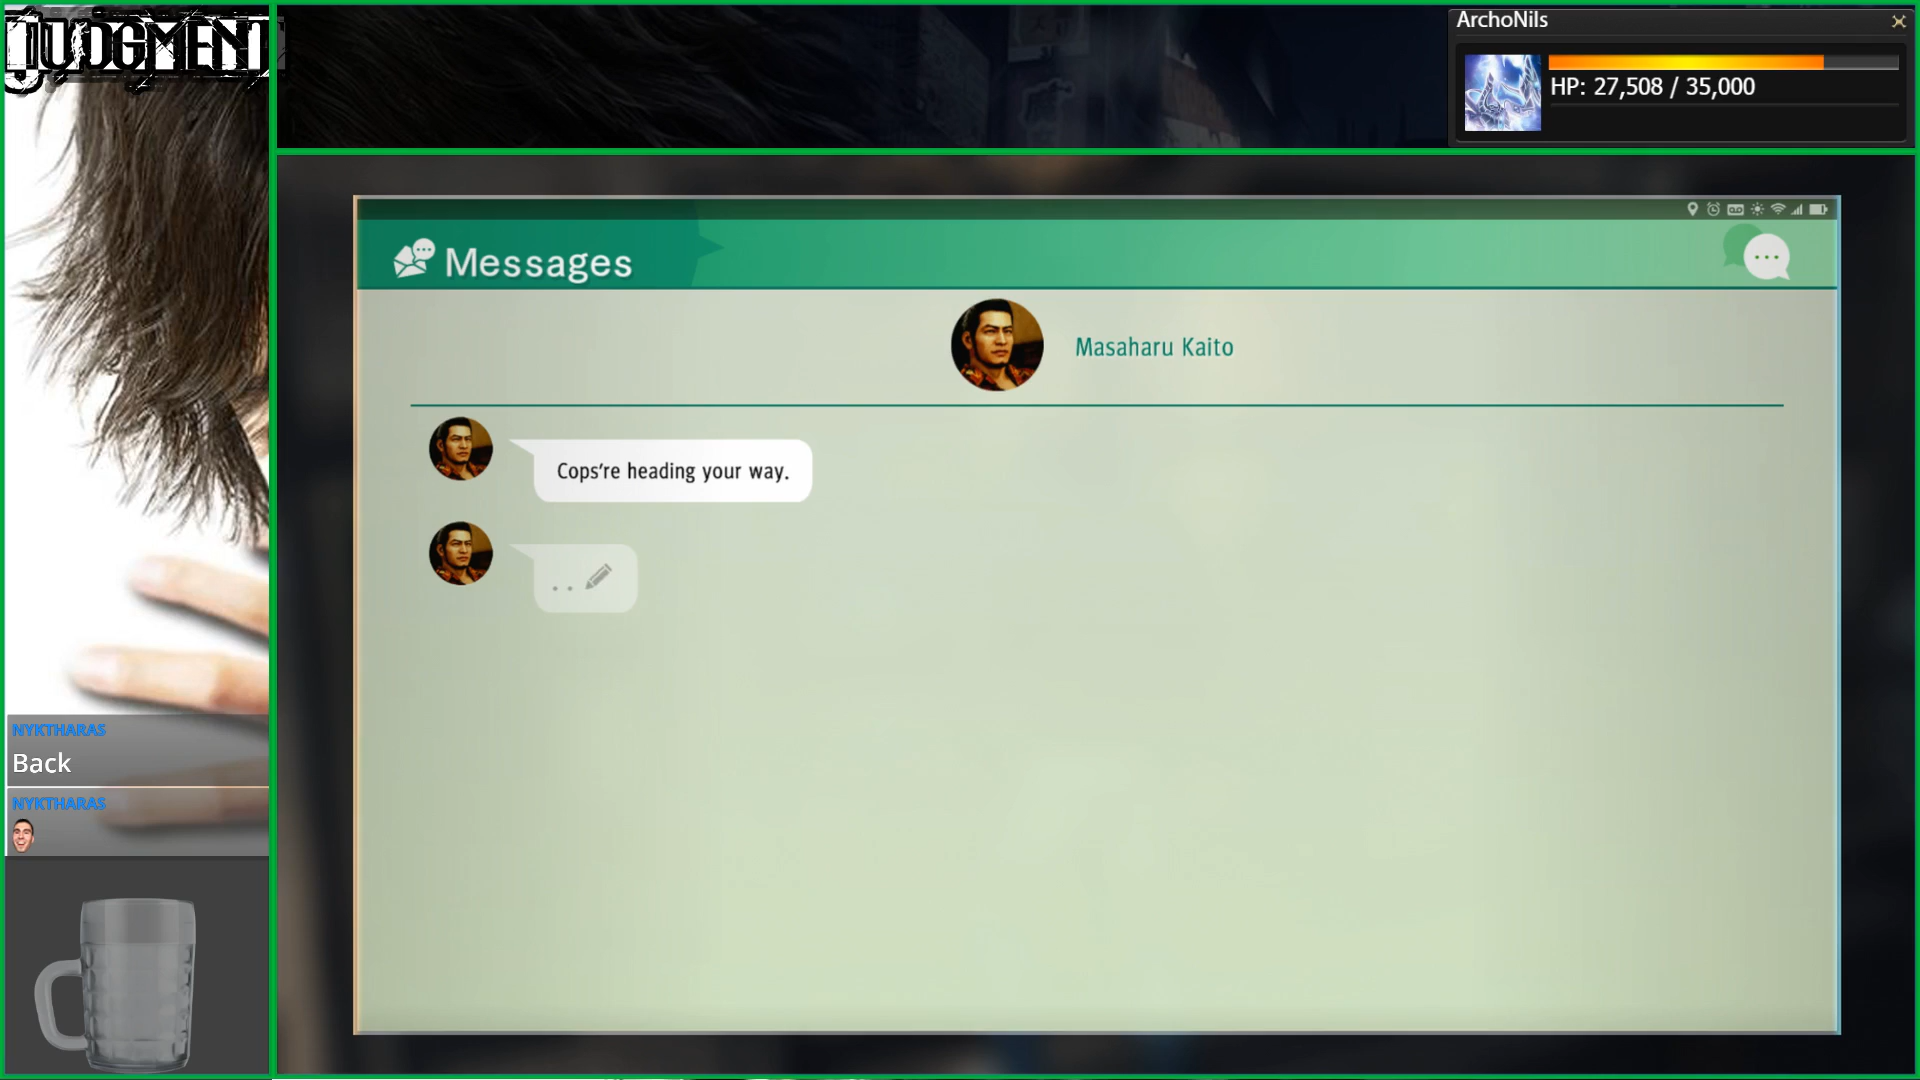 JUDGMENT
ArchoNils
HP: 27,508 / 35,000
Messages
Masaharu Kaito
Cops're heading your way.
NYKTHARAS
Back
NYKTHARAS